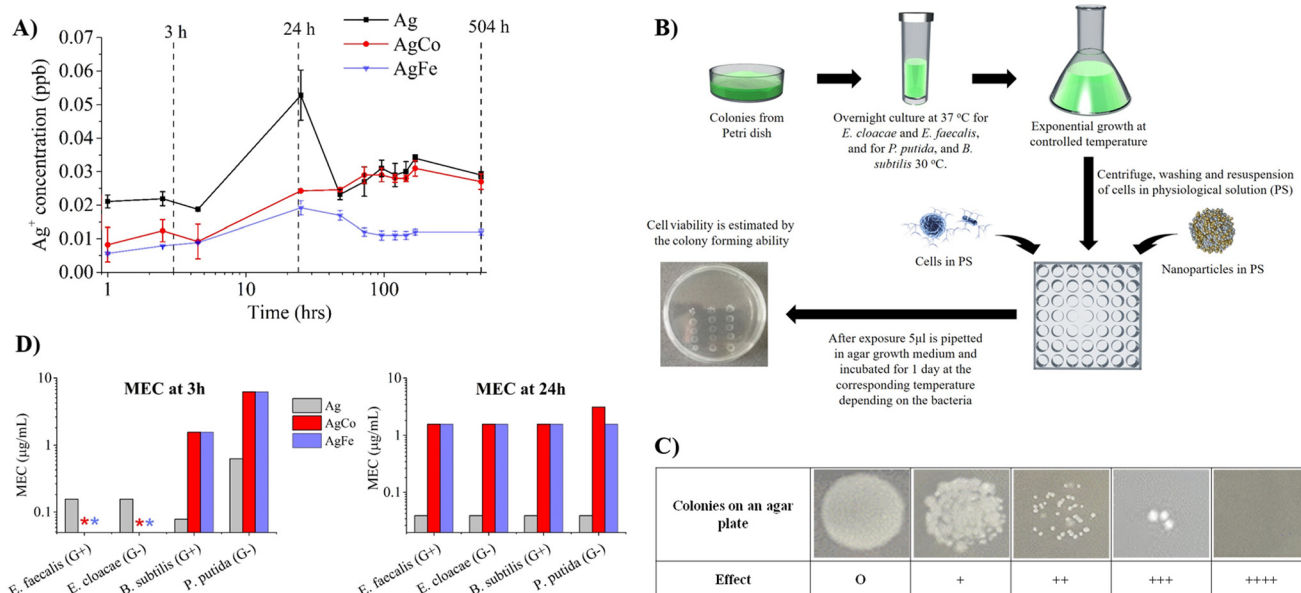 A)
3 h
24 h
504 h
Ag
AgCo
AgFe
0.07
0.06
0.05
0.04
0.03
0.02
0.01
0.00
Ag+ concentration (ppb)
1
10
100
Time (hrs)
B)
Colonies from
Petri dish
Overnight culture at 37 °C for
E. cloacae and E. faecalis,
and for P. putida, and B.
subtilis 30 °C.
Exponential growth at
controlled temperature
Centrifuge, washing and resuspension
of cells in physiological solution (PS)
Cells in PS
Nanoparticles in PS
Cell viability is estimated by
the colony forming ability
After exposure 5µl is pipetted
in agar growth medium and
incubated for 1 day at the
corresponding temperature
depending on the bacteria
D)
MEC at 3h
10
1
0.1
MEC (µg/mL)
**
**
E. faecalis (G+)
E. cloacae (G-)
B. subtilis (G+)
P. putida (G-)
Ag
AgCo
AgFe
MEC at 24h
10
1
0.1
MEC (µg/mL)
E. faecalis (G+)
E. cloacae (G-)
B. subtilis (G+)
P. putida (G-)
C)
Colonies on an agar
plate
Effect O + ++ +++ ++++